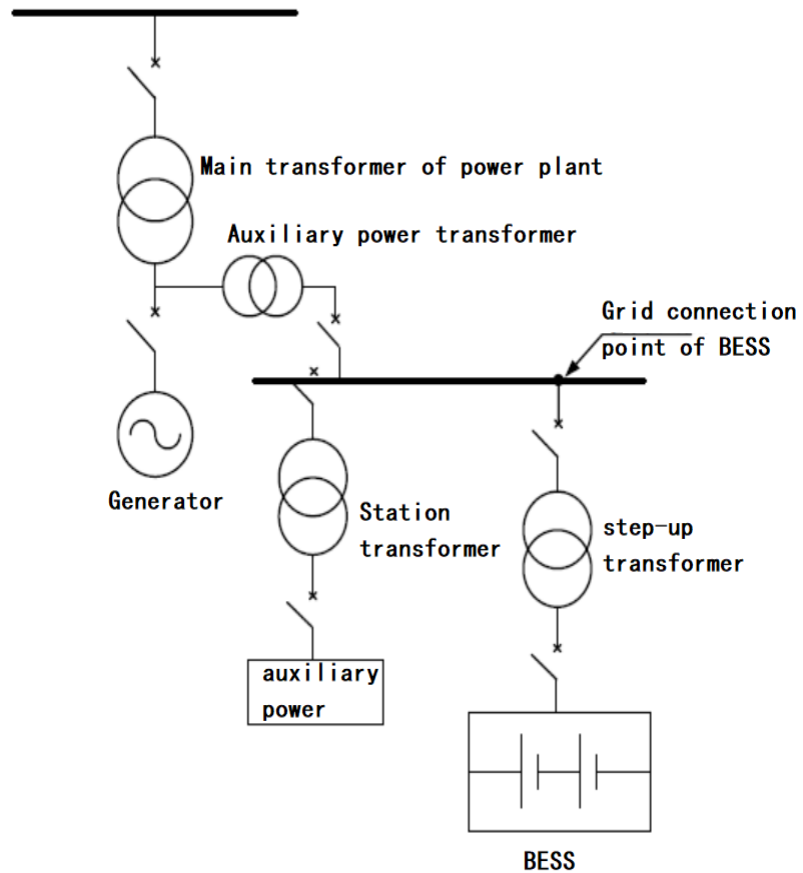 Main transformer of power plant
Auxiliary power transformer
Grid connection
point of BESS
Generator
Station
transformer
step-up
transformer
auxiliary
power
BESS